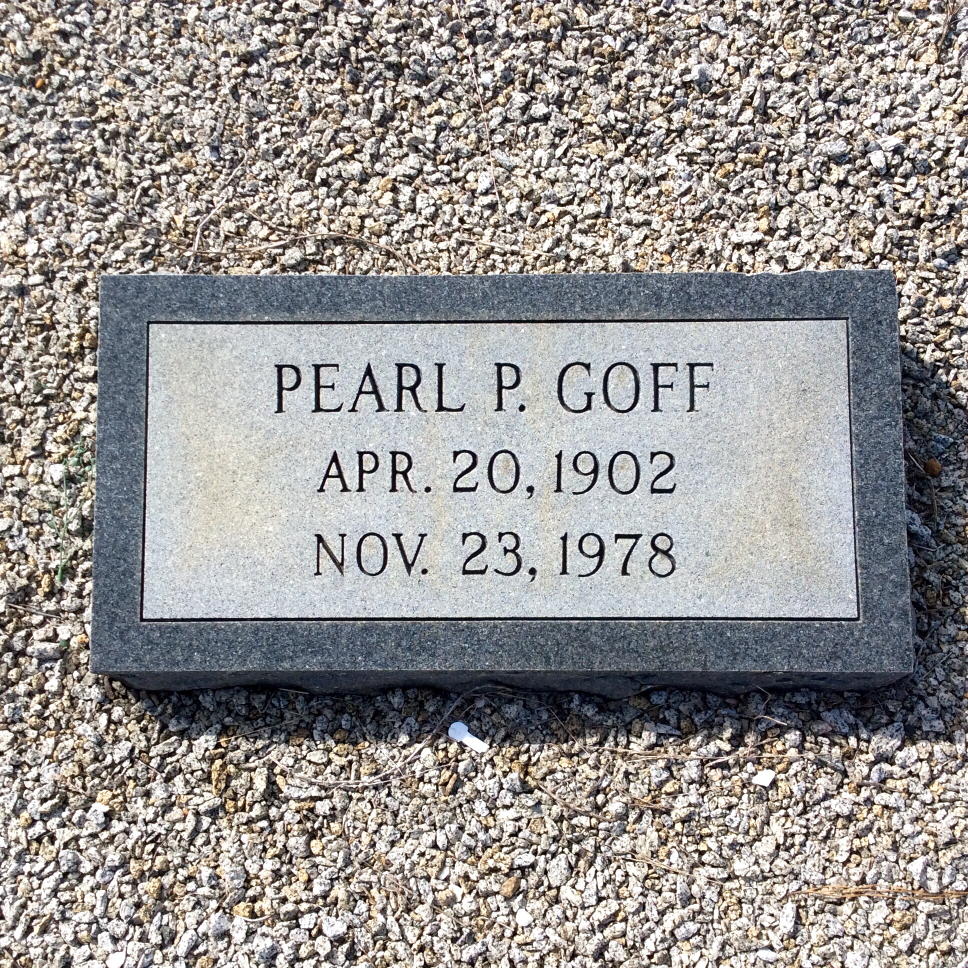 PEARL P. GOFF
APR. 20, 1902
NOV. 23, 1978